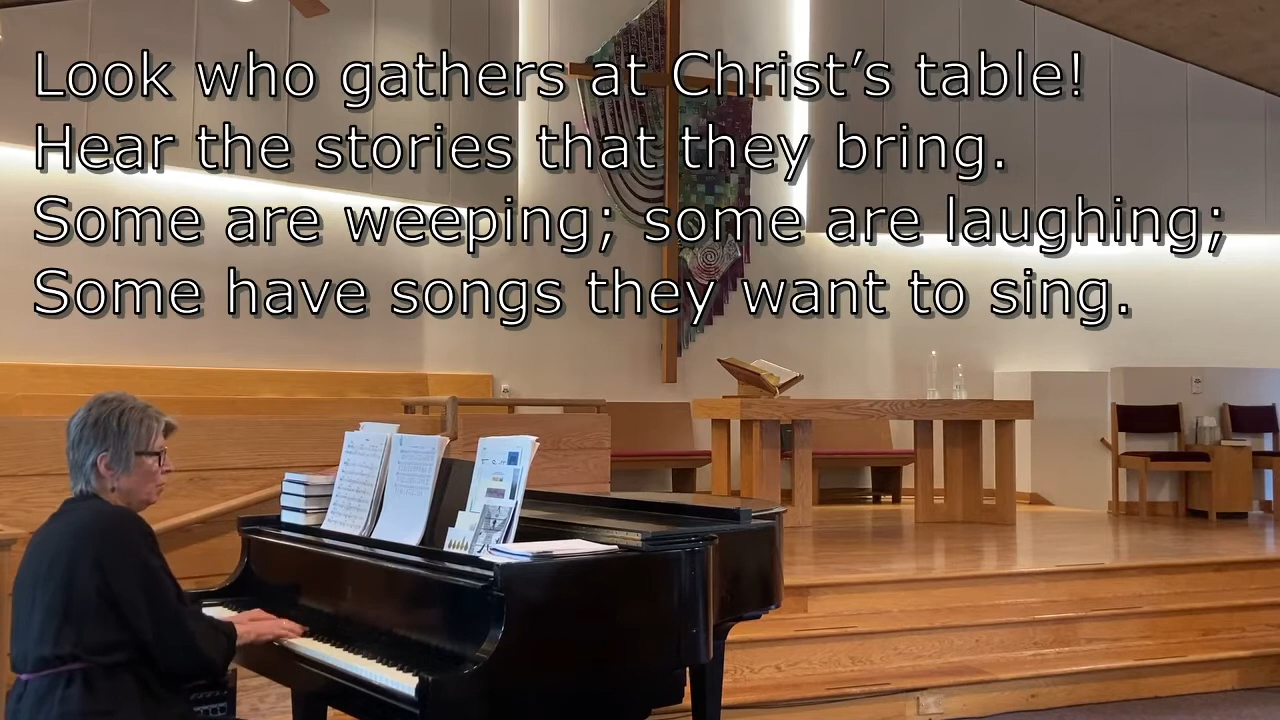 Look who gathers at Christ’s table!
Hear the stories that they bring.
Some are weeping; some are laughing;
Some have songs they want to sing.